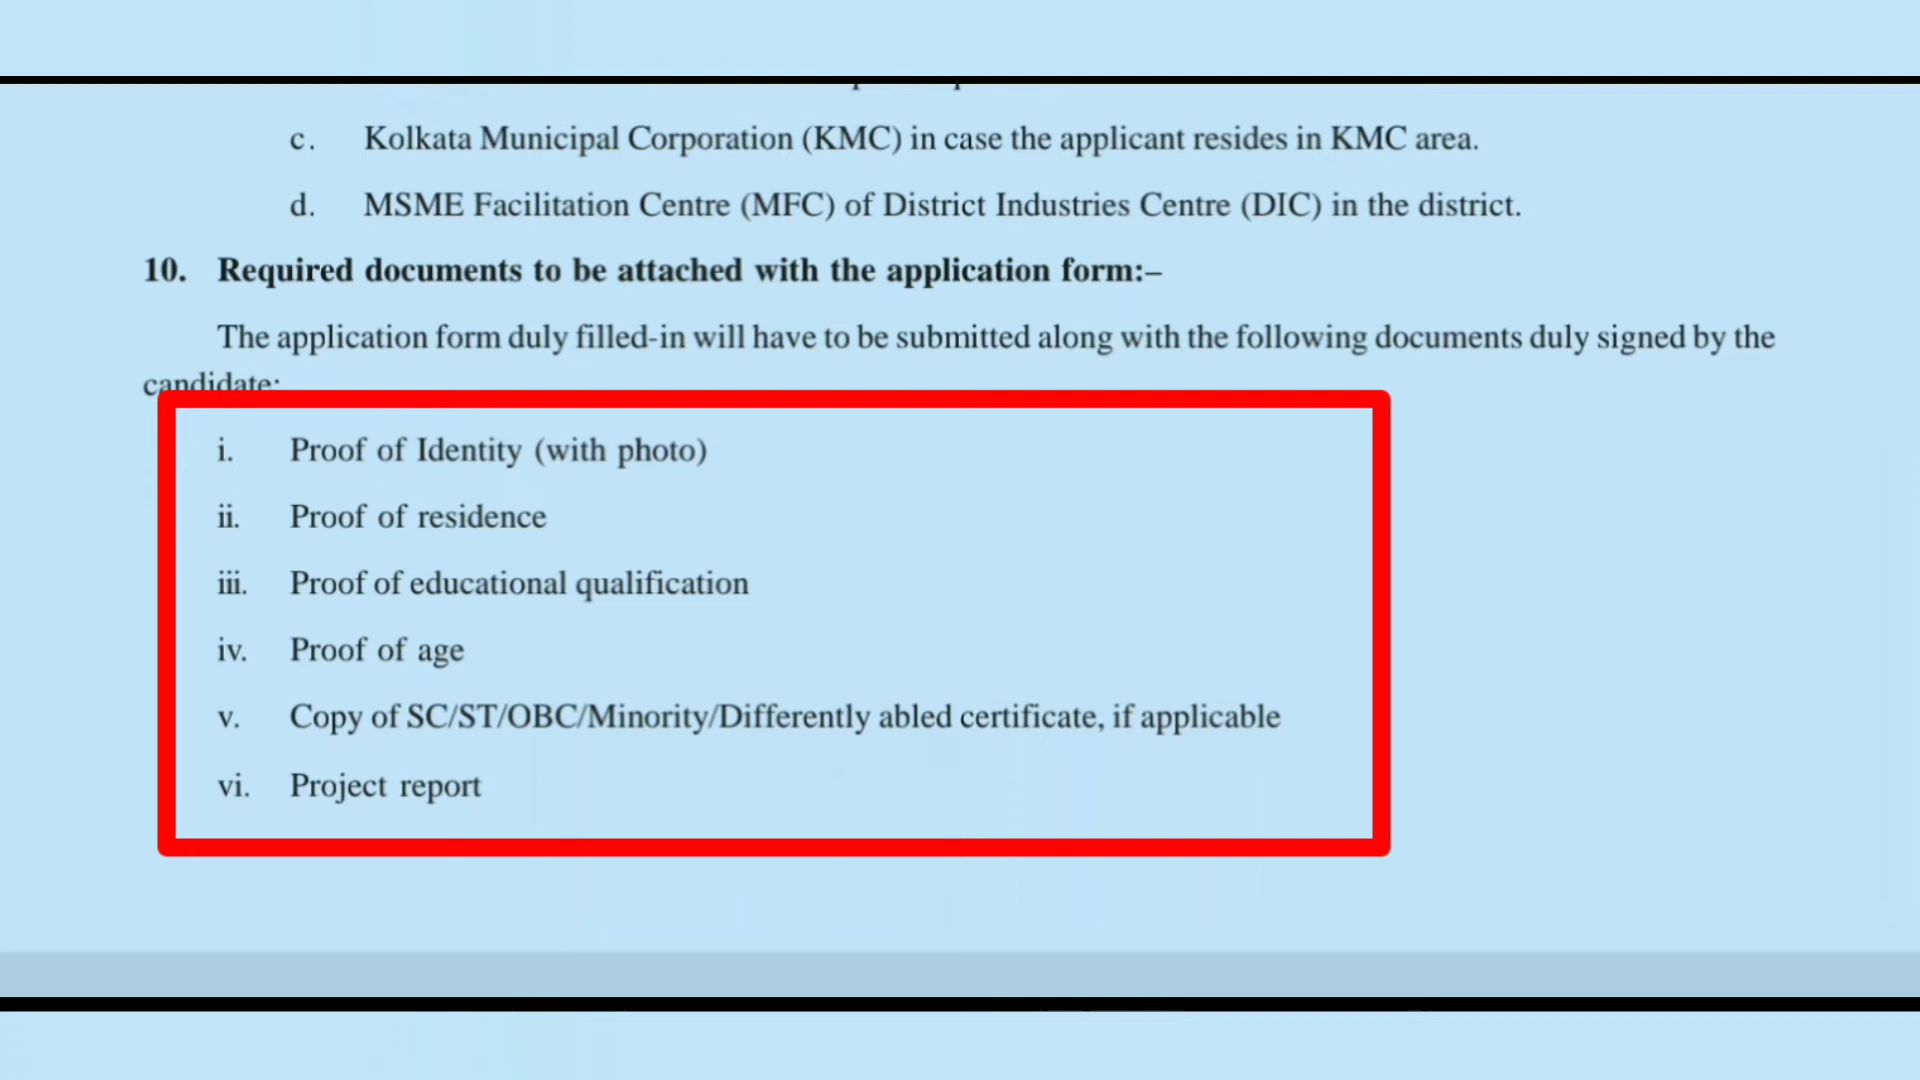 c. Kolkata Municipal Corporation (KMC) in case the applicant resides in KMC area.
d. MSME Facilitation Centre (MFC) of District Industries Centre (DIC) in the district.
10. Required documents to be attached with the application form:–
The application form duly filled-in will have to be submitted along with the following documents duly signed by the
candidate:
i. Proof of Identity (with photo)
ii. Proof of residence
iii. Proof of educational qualification
iv. Proof of age
v. Copy of SC/ST/OBC/Minority/Differently abled certificate, if applicable
vi. Project report